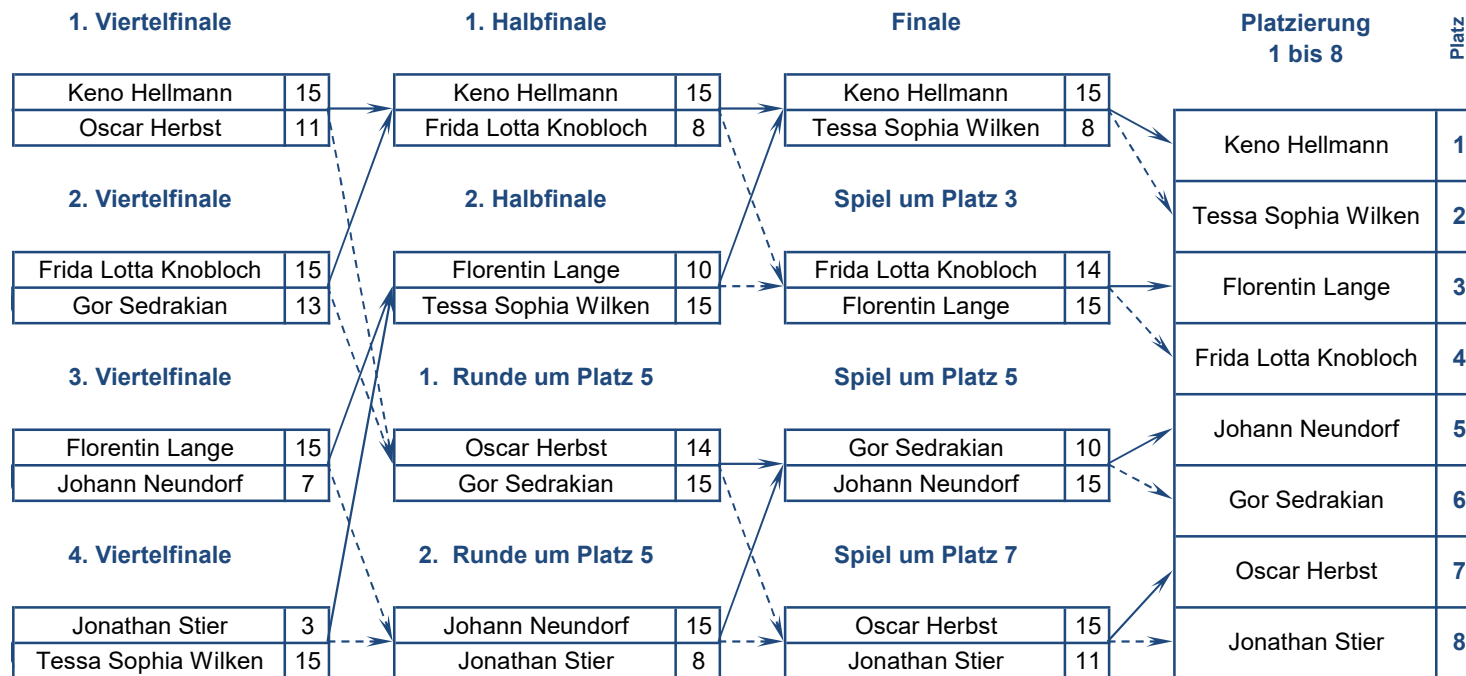 1. Viertelfinale 1. Halbfinale Finale Platzierung 1 bis 8 Platz
Keno Hellmann 15 Keno Hellmann 15 Keno Hellmann 15
Oscar Herbst 11 Frida Lotta Knobloch 8 Tessa Sophia Wilken 8
Keno Hellmann 1
2. Viertelfinale 2. Halbfinale Spiel um Platz 3
Tessa Sophia Wilken 2
Frida Lotta Knobloch 15 Florentin Lange 10 Frida Lotta Knobloch 14
Florentin Lange 3
Gor Sedrakian 13 Tessa Sophia Wilken 15 Florentin Lange 15
Frida Lotta Knobloch 4
3. Viertelfinale 1. Runde um Platz 5 Spiel um Platz 5
Johann Neundorf 5
Florentin Lange 15 Oscar Herbst 14 Gor Sedrakian 10
Johann Neundorf 7 Gor Sedrakian 15 Johann Neundorf 15
Gor Sedrakian 6
4. Viertelfinale 2. Runde um Platz 5 Spiel um Platz 7
Oscar Herbst 7
Jonathan Stier 3 Johann Neundorf 15 Oscar Herbst 15
Jonathan Stier 8
Tessa Sophia Wilken 15 Jonathan Stier 8 Jonathan Stier 11